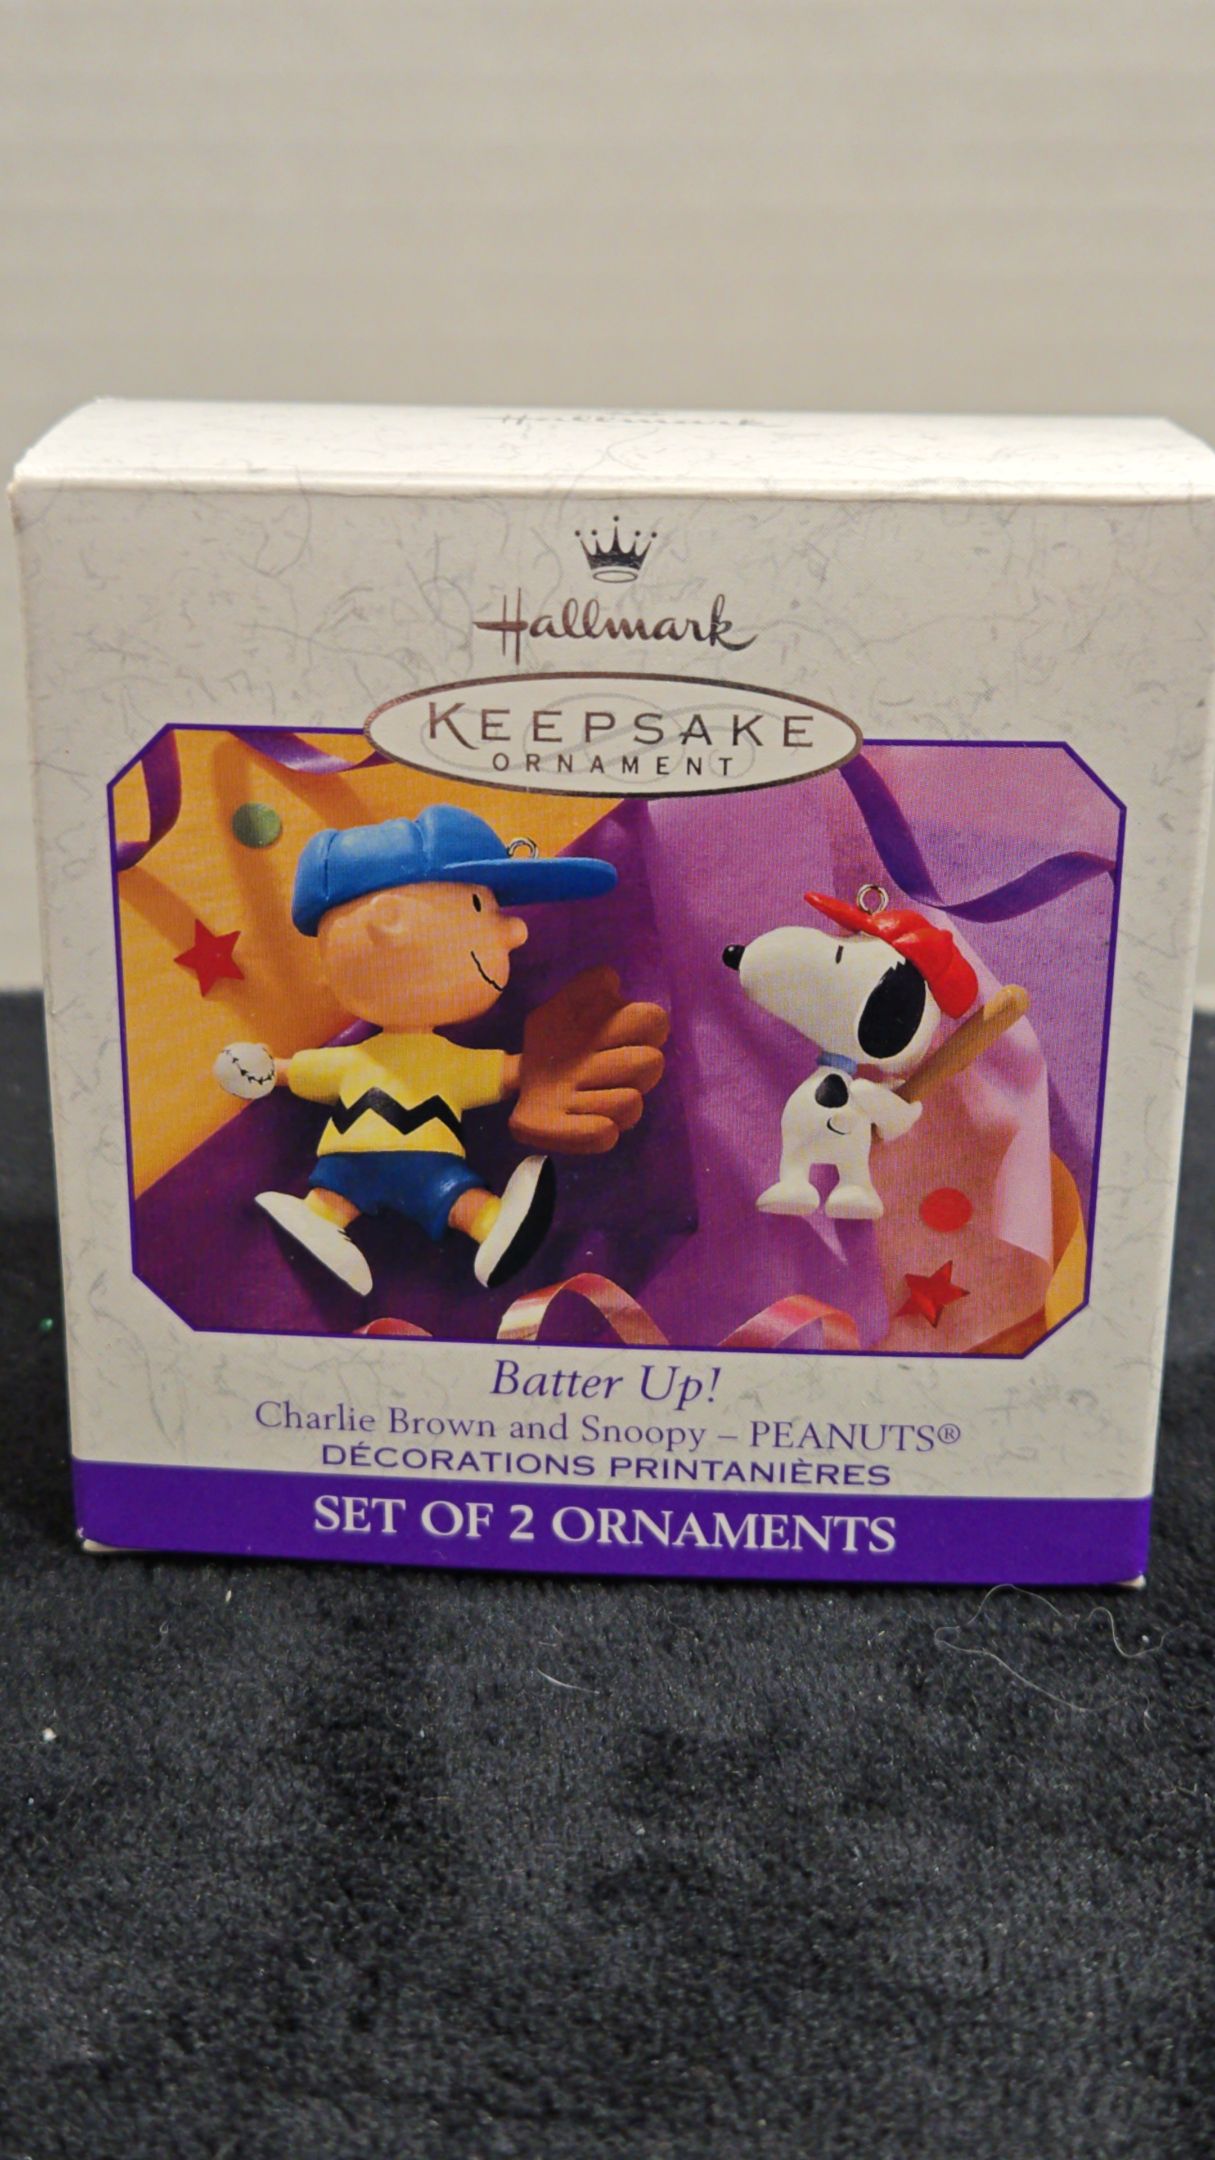 Hallmark
Hallmark
KEEPSAKE
ORNAMENT
Batter Up!
Charlie Brown and Snoopy – PEANUTS®
DÉCORATIONS PRINTANIÈRES
SET OF 2 ORNAMENTS